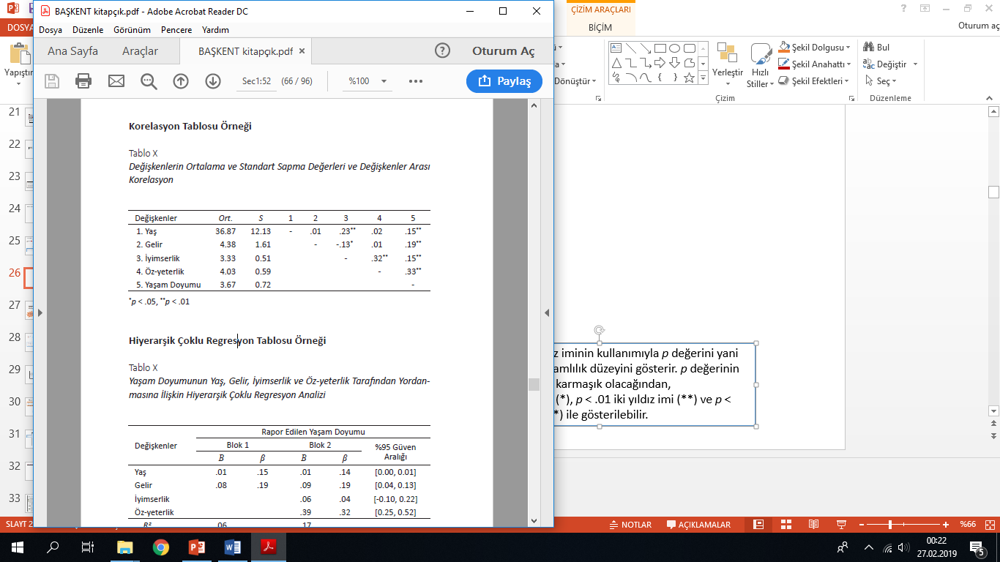 BAŞKENT kitapçık.pdf - Adobe Acrobat Reader DC
Dosya Düzenle Görünüm Pencere Yardım
Ana Sayfa Araçlar BAŞKENT kitapçık.pdf × ? Oturum Aç
Sec1:52 (66 / 96) %100 Paylaş
Korelasyon Tablosu Örneği
Tablo X
Değişkenlerin Ortalama ve Standart Sapma Değerleri ve Değişkenler Arası
Korelasyon
Değişkenler Ort. S 1 2 3 4 5
1. Yaş 36.87 12.13 - .01 .23** .02 .15**
2. Gelir 4.38 1.61 - -.13* .01 .19**
3. İyimserlik 3.33 0.51 - .32** .15**
4. Öz-yeterlik 4.03 0.59 - .33**
5. Yaşam Doyumu 3.67 0.72 -
*p < .05, **p < .01
Hiyerarşik Çoklu Regresyon Tablosu Örneği
Tablo X
Yaşam Doyumunun Yaş, Gelir, İyimserlik ve Öz-yeterlik Tarafından Yordan-
masına İlişkin Hiyerarşik Çoklu Regresyon Analizi
Rapor Edilen Yaşam Doyumu
Değişkenler Blok 1 Blok 2 %95 Güven
Aralığı
B β B β
Yaş .01 .15 .01 .14 [0.00, 0.01]
Gelir .08 .19 .09 .19 [0.04, 0.13]
İyimserlik .06 .04 [-0.10, 0.22]
Öz-yeterlik .39 .32 [0.25, 0.52]
R² .06 .17
DOSYA
Yapıştır
21
22
23
24
25
26
27
28
29
30
31
32
33
SLAYT 2
ÇİZİM ARAÇLARI
BİÇİM
Oturum aç
Dönüştür
Yerleştir
Hızlı
Stiller
Şekil Dolgusu
Şekil Anahattı
Şekil Efektleri
Çizim
Bul
Değiştir
Seç
Düzenleme
iminin kullanımıyla p değerini yani
düzeyini gösterir. p değerinin
karmaşık olacağından,
(*), p < .01 iki yıldız imi (**) ve p <
*) ile gösterilebilir.
NOTLAR AÇIKLAMALAR %66
00:22
27.02.2019
5